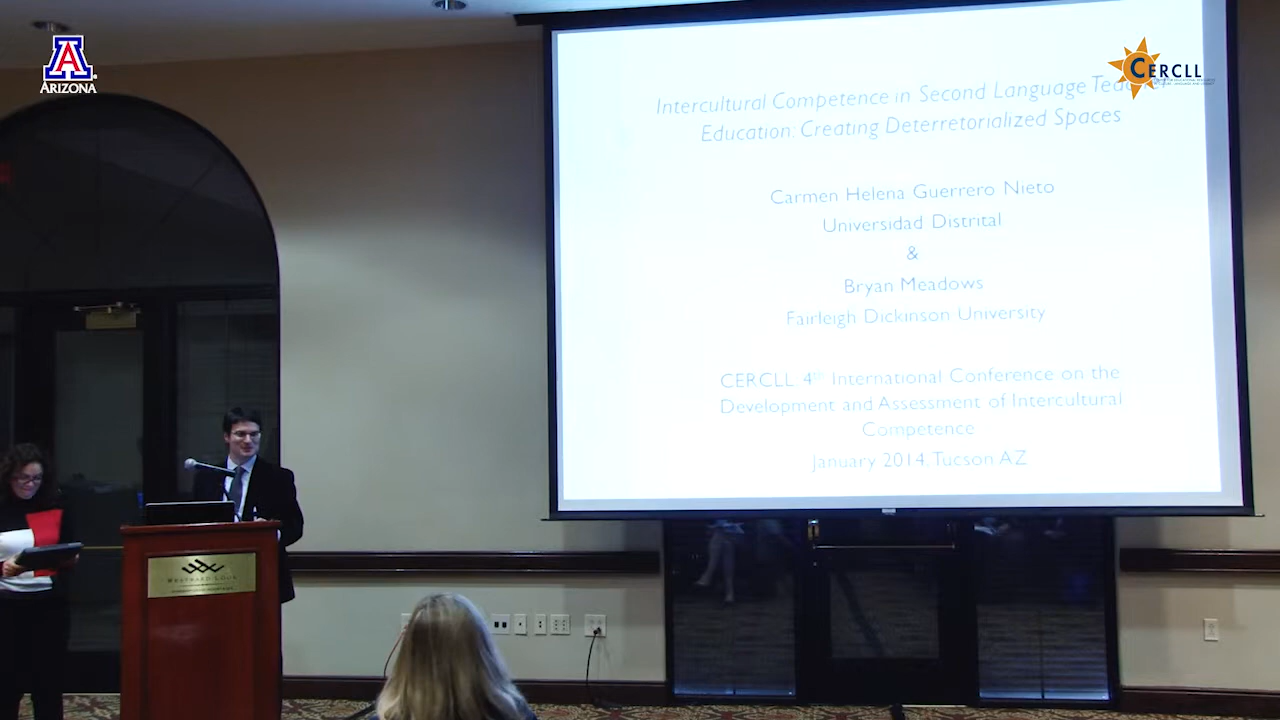 ARIZONA
CERCLL
Intercultural Competence in Second Language Teacher
Education: Creating Deterretorialized Spaces
Carmen Helena Guerrero Nieto
Universidad Distrital
&
Bryan Meadows
Fairleigh Dickinson University
CERCLL. 4th International Conference on the
Development and Assessment of Intercultural
Competence
January 2014. Tucson AZ
WESTWARD LOOK